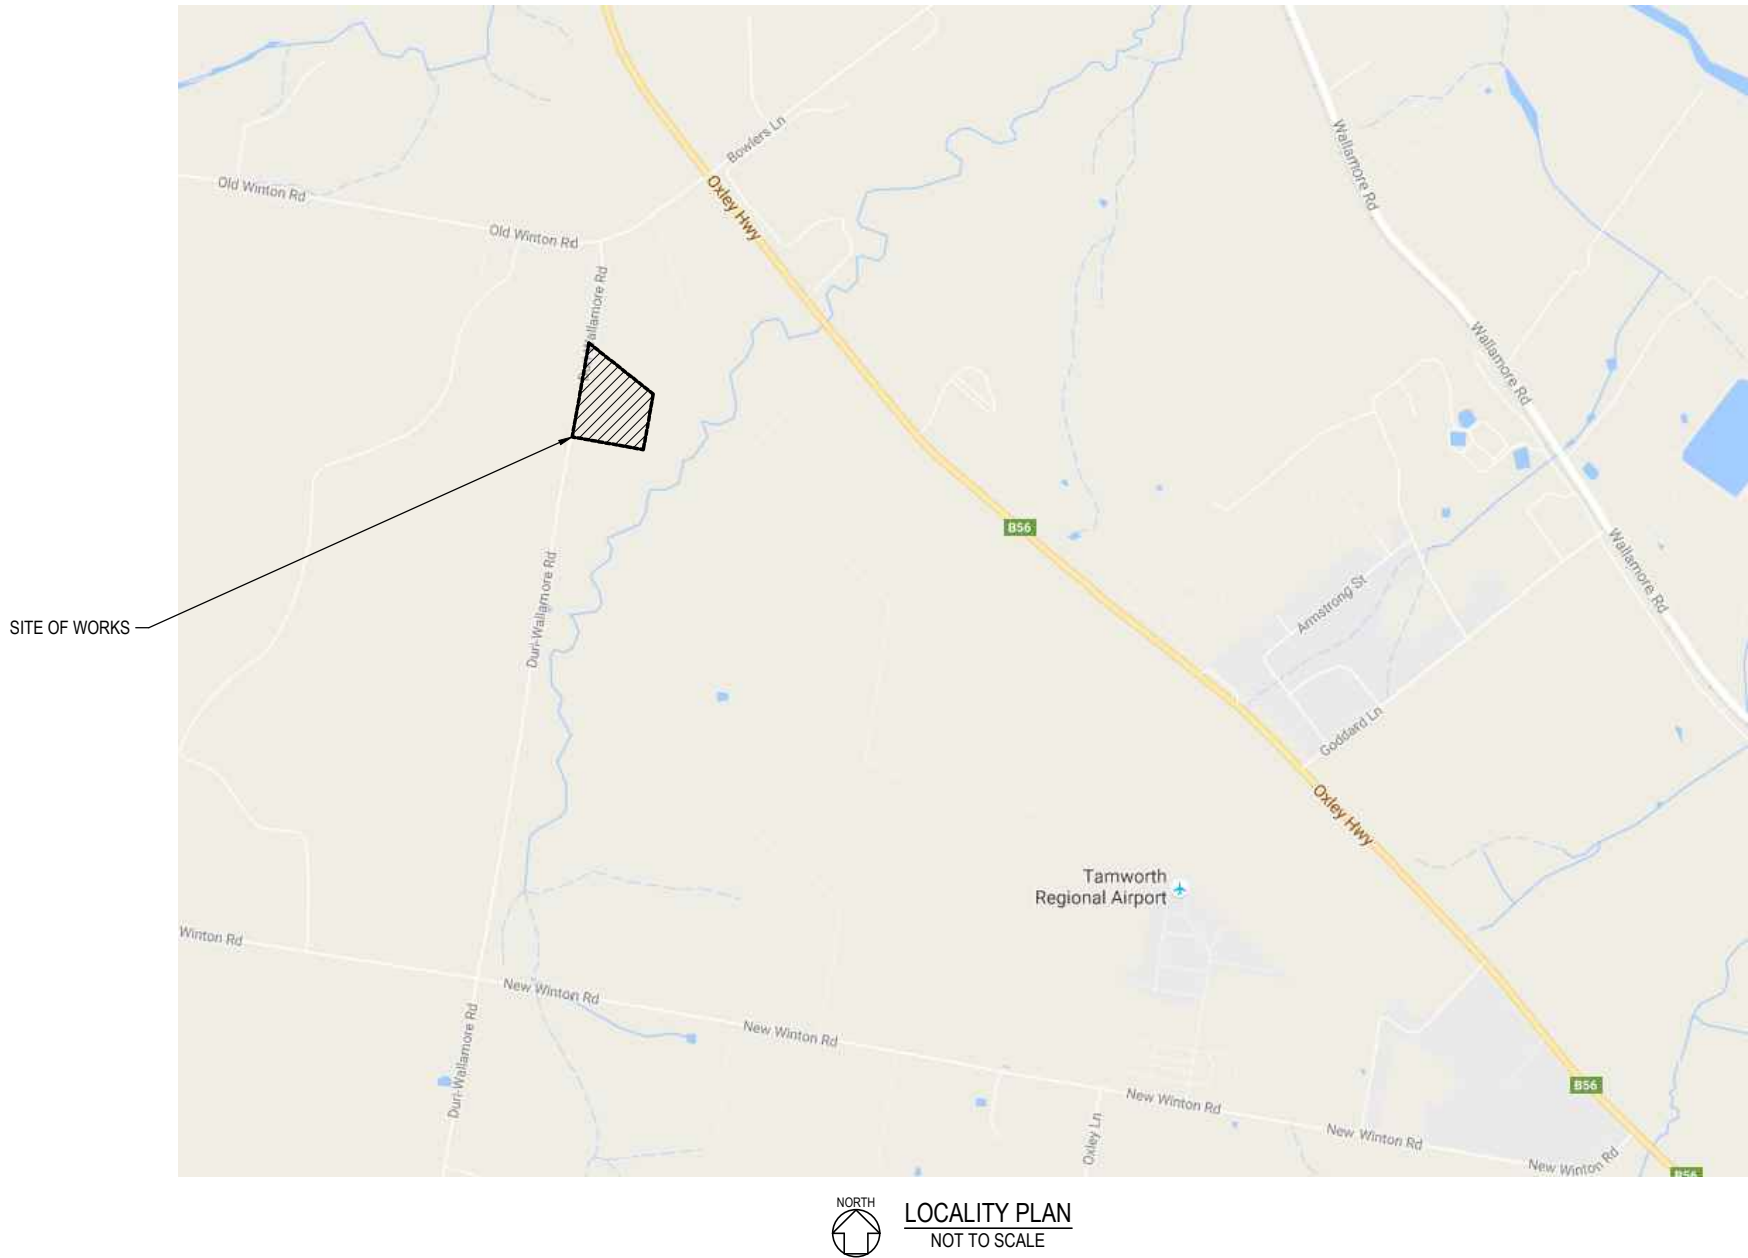 Bowlers Ln
Wallamore Rd
Old Winton Rd
Oxley Hwy
Old Winton Rd
Wallamore Rd
Wallamore Rd
B56
Duri-Wallamore Rd
Wallamore Rd
Armstrong St
SITE OF WORKS
Goddard Ln
Oxley Hwy
Tamworth
Regional Airport
Winton Rd
New Winton Rd
New Winton Rd
Duri-Wallamore Rd
B56
New Winton Rd
Oxley Ln
New Winton Rd
New Winton Rd
B56
NORTH
LOCALITY PLAN
NOT TO SCALE